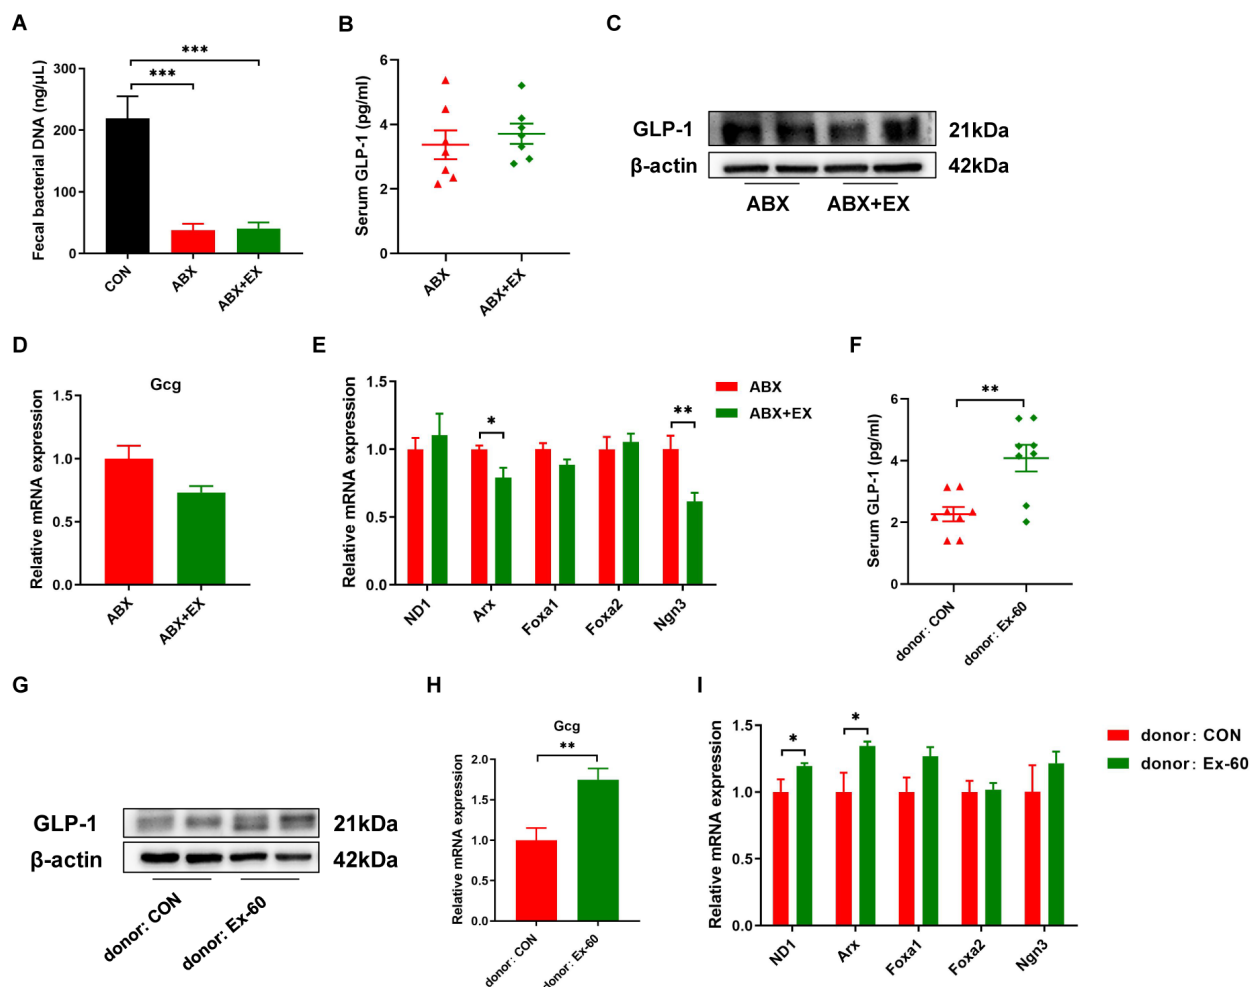 A
Fecal bacterial DNA (ng/μL)
300
200
100
0
***
***
CON
ABX
ABX+EX
B
Serum GLP-1 (pg/ml)
6
4
2
0
ABX
ABX+EX
C
GLP-1
21kDa
β-actin
42kDa
ABX
ABX+EX
D
Gcg
Relative mRNA expression
1.5
1.0
0.5
0.0
ABX
ABX+EX
E
Relative mRNA expression
1.5
1.0
0.5
0.0
*
**
ND1
Arx
Foxa1
Foxa2
Ngn3
ABX
ABX+EX
F
Serum GLP-1 (pg/ml)
6
4
2
0
**
donor: CON
donor: Ex-60
G
GLP-1
21kDa
β-actin
42kDa
donor: CON
donor: Ex-60
H
Gcg
Relative mRNA expression
2.0
1.5
1.0
0.5
0.0
**
donor: CON
donor: Ex-60
I
Relative mRNA expression
1.5
1.0
0.5
0.0
*
*
ND1
Arx
Foxa1
Foxa2
Ngn3
donor: CON
donor: Ex-60